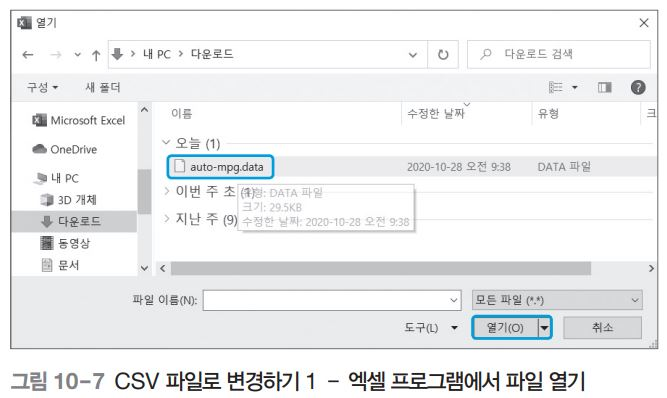 열기
내 PC > 다운로드
다운로드 검색
구성 새 폴더
이름 수정한 날짜 유형 크
Microsoft Excel
OneDrive
내 PC
3D 개체
다운로드
동영상
문서
오늘 (1)
auto-mpg.data 2020-10-28 오전 9:38 DATA 파일
이번 주 초 (1)
지난 주 (9)
유형: DATA 파일
크기: 29.5KB
수정한 날짜: 2020-10-28 오전 9:38
파일 이름(N): 모든 파일 (*.*)
도구(L) 열기(O) 취소
그림 10-7 CSV 파일로 변경하기 1 - 엑셀 프로그램에서 파일 열기